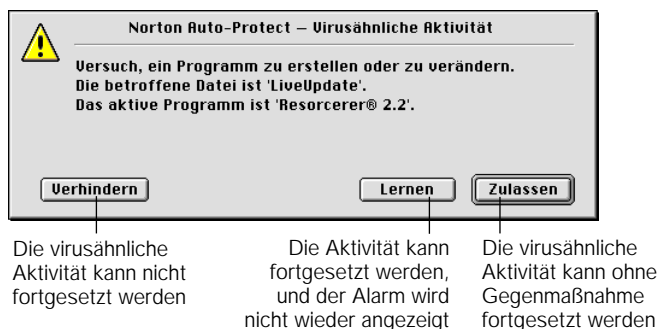 Norton Auto-Protect – Virusähnliche Aktivität
Versuch, ein Programm zu erstellen oder zu verändern.
Die betroffene Datei ist 'LiveUpdate'.
Das aktive Programm ist 'Resorcerer® 2.2'.
Verhindern
Lernen
Zulassen
Die virusähnliche
Aktivität kann nicht
fortgesetzt werden
Die Aktivität kann
fortgesetzt werden,
und der Alarm wird
nicht wieder angezeigt
Die virusähnliche
Aktivität kann ohne
Gegenmaßnahme
fortgesetzt werden